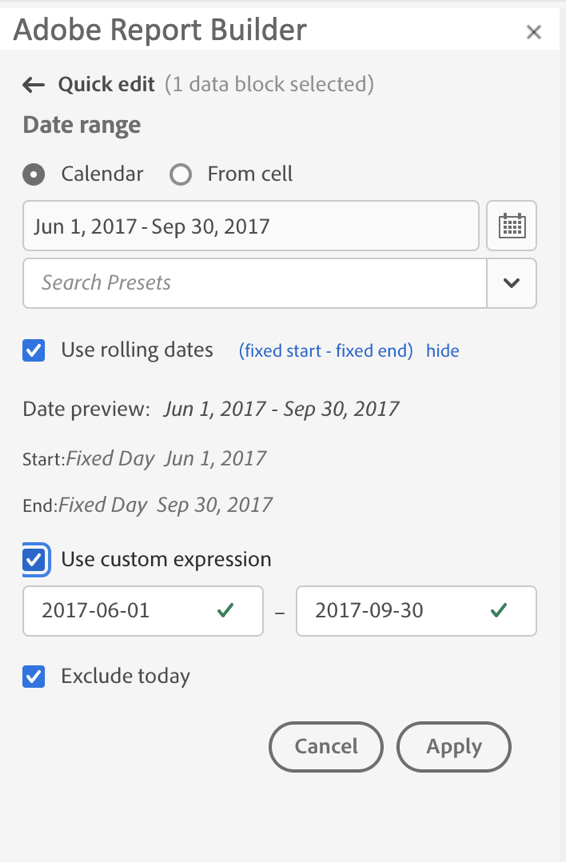 Adobe Report Builder
Quick edit (1 data block selected)
Date range
Calendar From cell
Jun 1, 2017 - Sep 30, 2017
Search Presets
Use rolling dates (fixed start - fixed end) hide
Date preview: Jun 1, 2017 - Sep 30, 2017
Start:Fixed Day Jun 1, 2017
End:Fixed Day Sep 30, 2017
Use custom expression
2017-06-01 – 2017-09-30
Exclude today
Cancel Apply